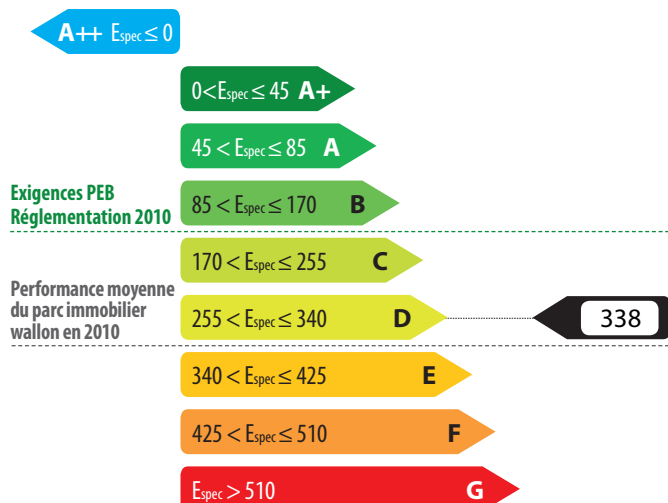 A++ Espec ≤ 0
0<Espec ≤ 45 A+
45 < Espec ≤ 85 A
Exigences PEB
Réglementation 2010
85 < Espec ≤ 170 B
170 < Espec ≤ 255 C
Performance moyenne
du parc immobilier
wallon en 2010
255 < Espec ≤ 340 D
338
340 < Espec ≤ 425 E
425 < Espec ≤ 510 F
Espec > 510 G